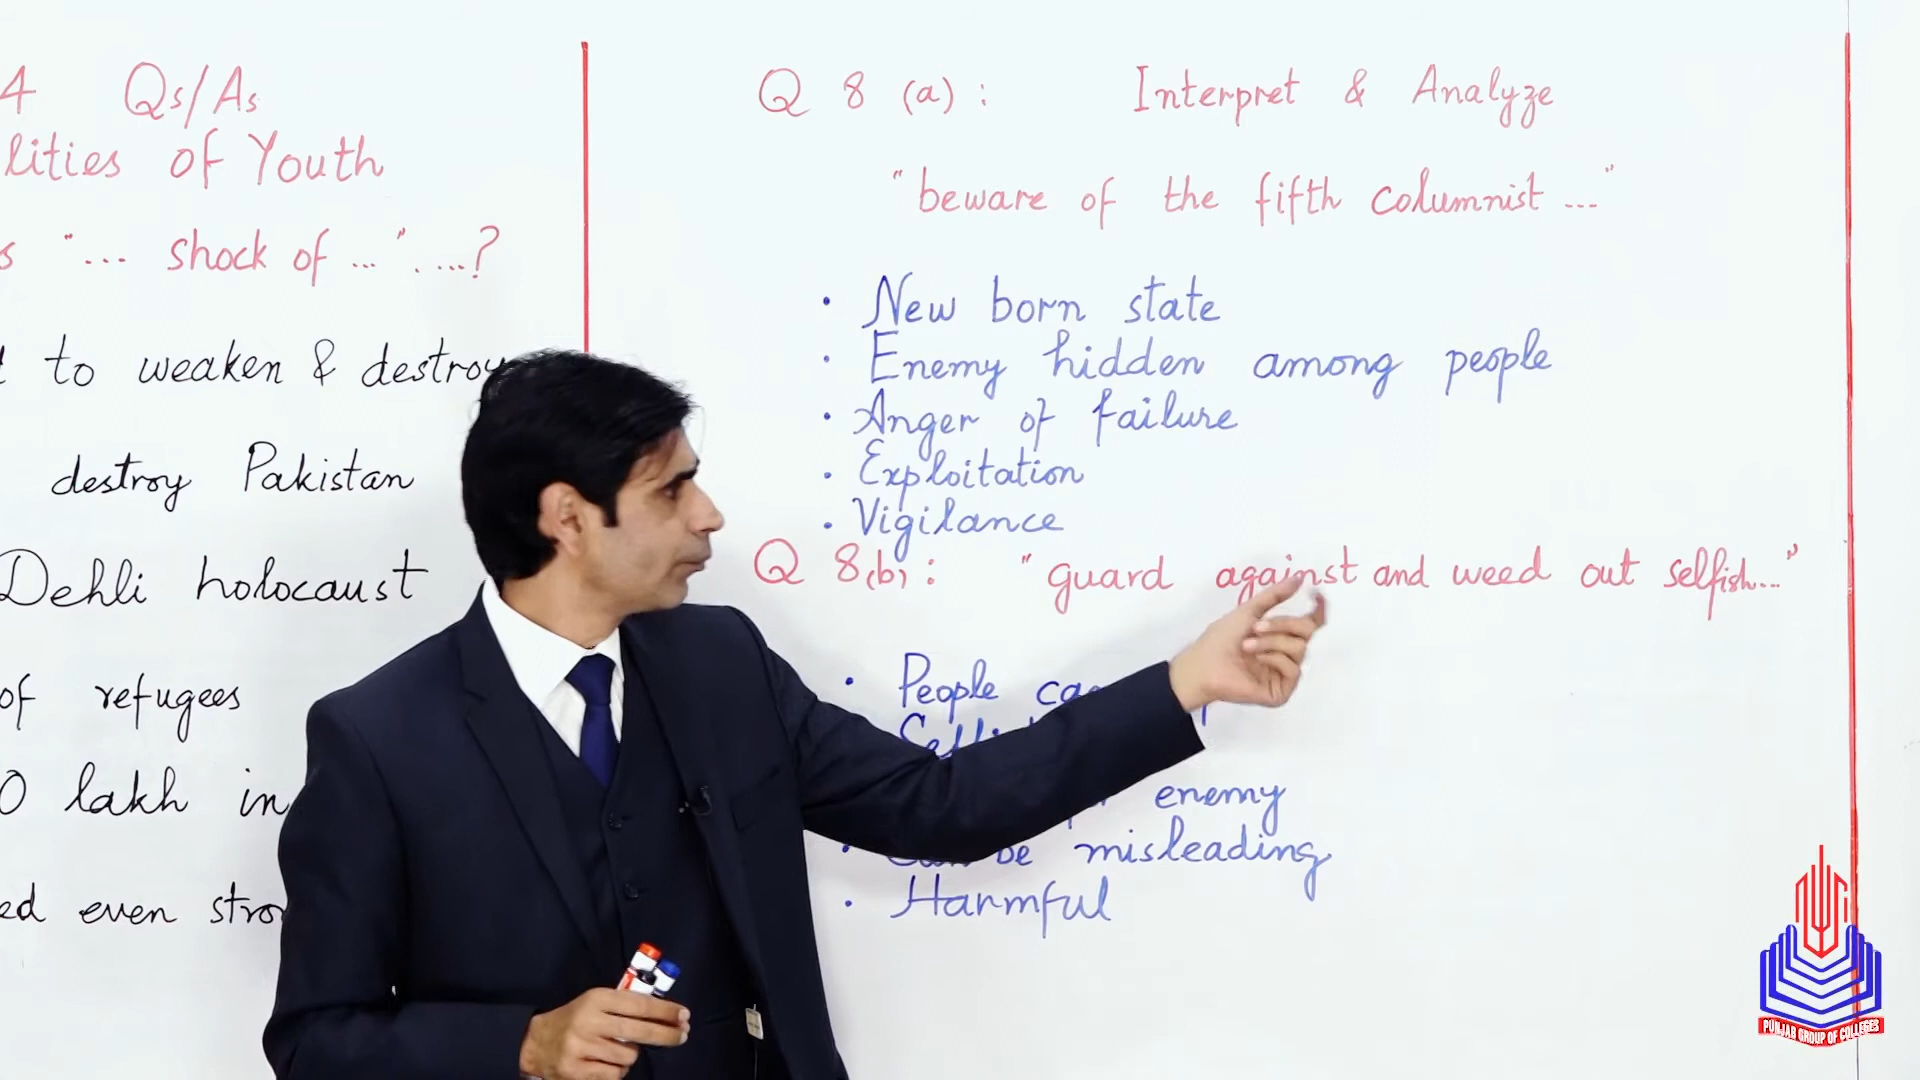 4 Qs/As
lities of Youth
s "... shock of ...". ....?
to weaken & destroy
destroy Pakistan
Dehli holocaust
of refugees
0 lakh in
ed even stro
Q 8 (a) : Interpret & Analyze
"beware of the fifth columnist ..."
• New born state
• Enemy hidden among people
• Anger of failure
• Exploitation
• Vigilance
Q 8(b) : "guard against and weed out selfish..."
• People
enemy
• Can be misleading
• Harmful
PUNJAB GROUP OF COLLEGES